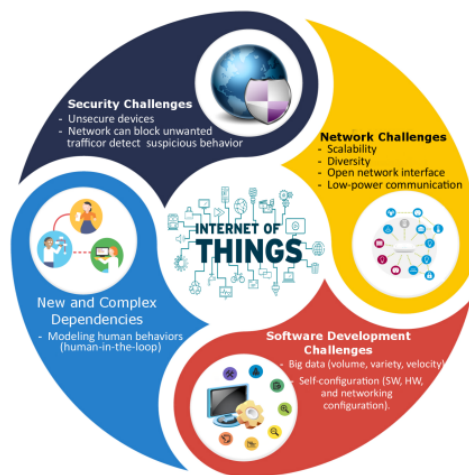 Security Challenges
- Unsecure devices
- Network can block unwanted
trafficor detect suspicious behavior
Network Challenges
- Scalability
- Diversity
- Open network interface
- Low-power communication
INTERNET OF
THINGS
New and Complex
Dependencies
- Modeling human behaviors
(human-in-the-loop)
Software Development
Challenges
- Big data (volume, variety, velocity)
- Self-configuration (SW, HW,
and networking
configuration).